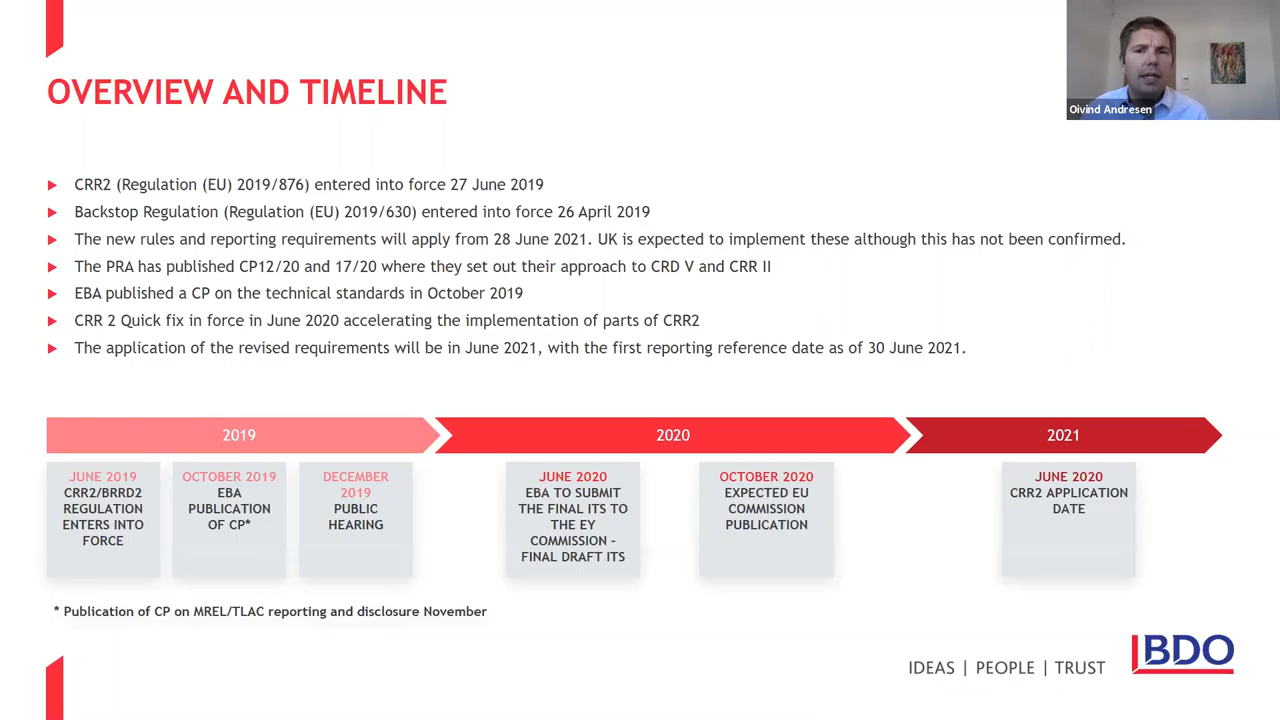 OVERVIEW AND TIMELINE
Oivind Andresen
CRR2 (Regulation (EU) 2019/876) entered into force 27 June 2019
Backstop Regulation (Regulation (EU) 2019/630) entered into force 26 April 2019
The new rules and reporting requirements will apply from 28 June 2021. UK is expected to implement these although this has not been confirmed.
The PRA has published CP12/20 and 17/20 where they set out their approach to CRD V and CRR II
EBA published a CP on the technical standards in October 2019
CRR 2 Quick fix in force in June 2020 accelerating the implementation of parts of CRR2
The application of the revised requirements will be in June 2021, with the first reporting reference date as of 30 June 2021.
2019
2020
2021
JUNE 2019
CRR2/BRRD2
REGULATION
ENTERS INTO
FORCE
OCTOBER 2019
EBA
PUBLICATION
OF CP*
DECEMBER
2019
PUBLIC
HEARING
JUNE 2020
EBA TO SUBMIT
THE FINAL ITS TO
THE EY
COMMISSION –
FINAL DRAFT ITS
OCTOBER 2020
EXPECTED EU
COMMISSION
PUBLICATION
JUNE 2020
CRR2 APPLICATION
DATE
* Publication of CP on MREL/TLAC reporting and disclosure November
IDEAS | PEOPLE | TRUST
BDO